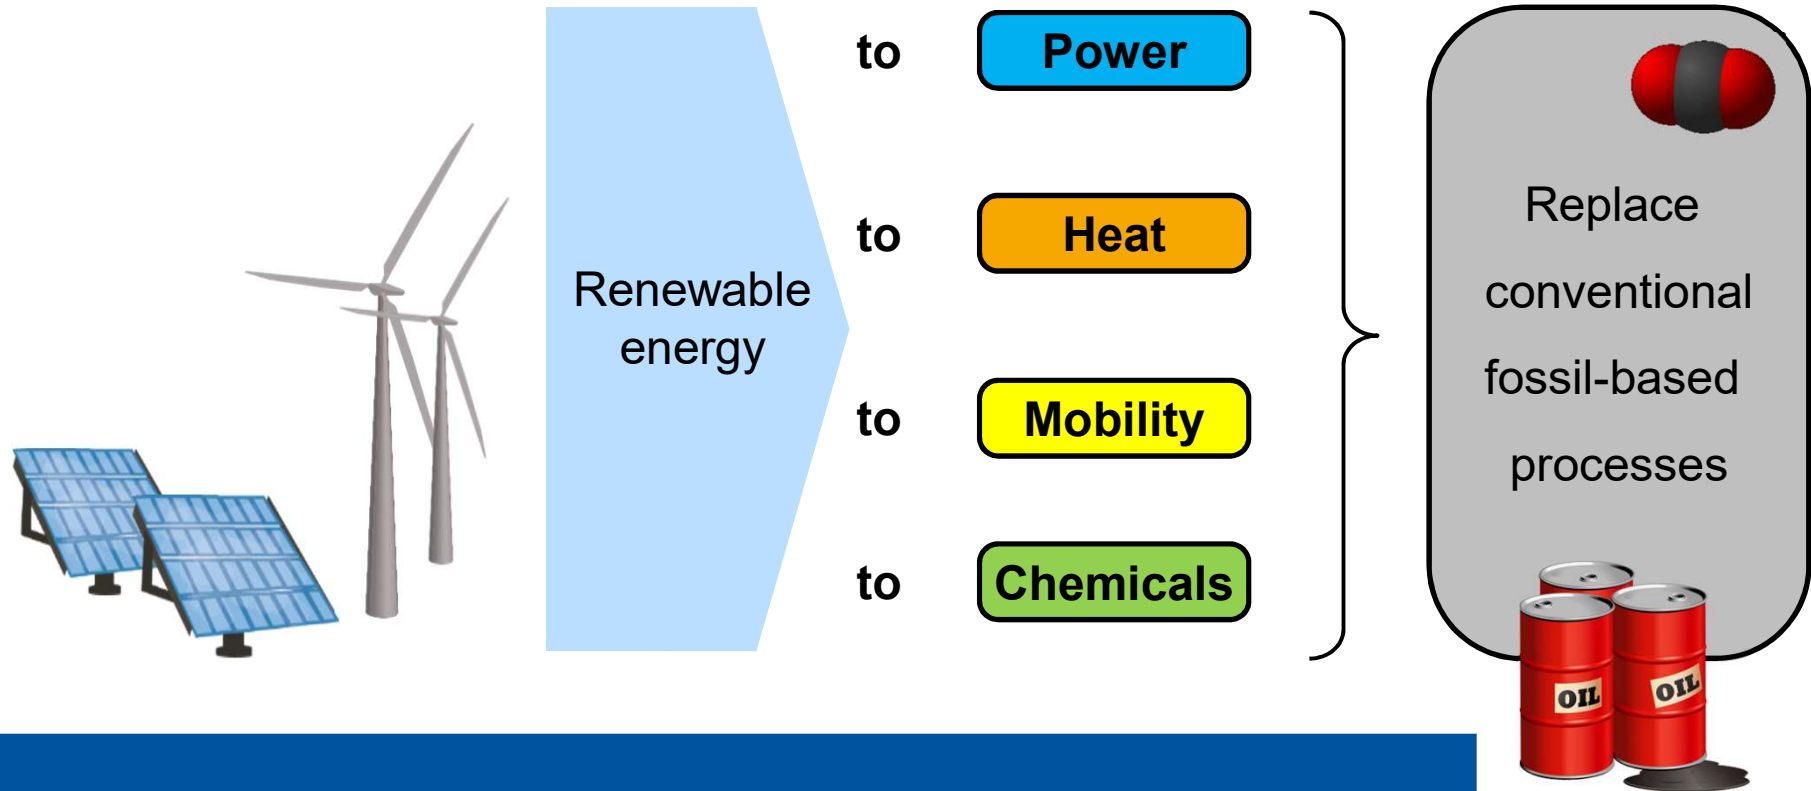 Renewable
energy
to Power
to Heat
to Mobility
to Chemicals
Replace
conventional
fossil-based
processes
OIL
OIL